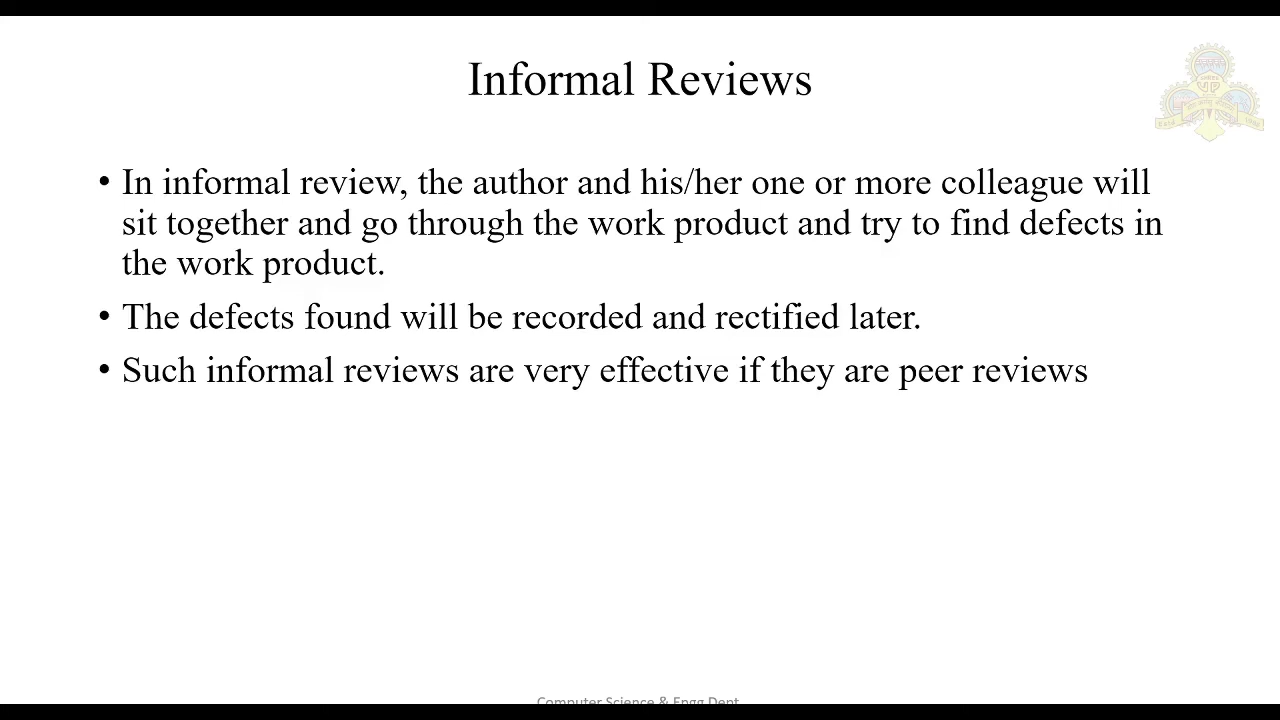 Informal Reviews
• In informal review, the author and his/her one or more colleague will
sit together and go through the work product and try to find defects in
the work product.
• The defects found will be recorded and rectified later.
• Such informal reviews are very effective if they are peer reviews
Computer Science & Engg Dept